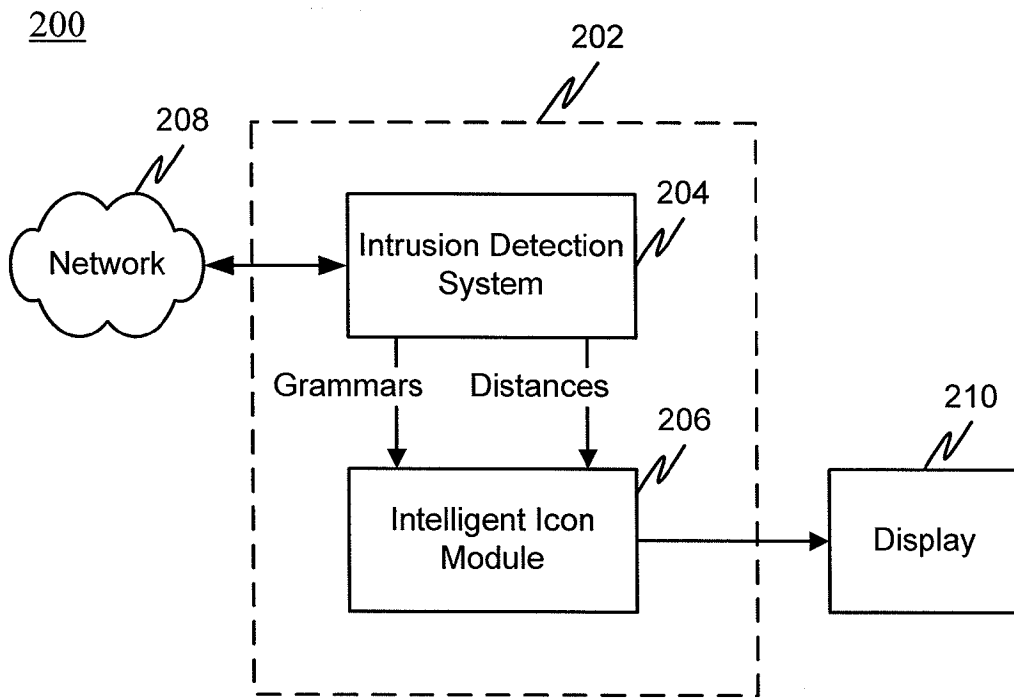 200
202
208
204
Network
Intrusion Detection
System
Grammars
Distances
206
210
Intelligent Icon
Module
Display